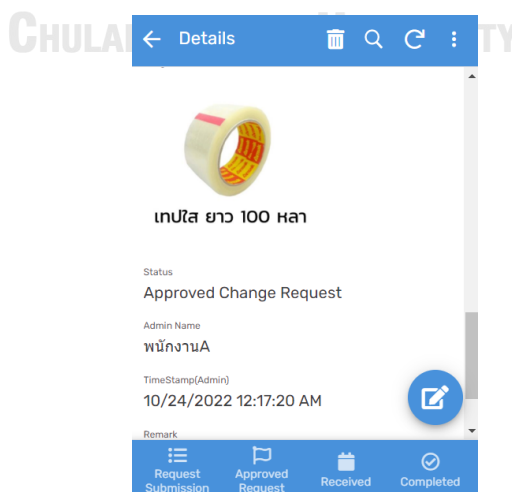 CHULA
TY
Details
เทปใส ยาว 100 หลา
Status
Approved Change Request
Admin Name
พนักงานA
TimeStamp(Admin)
10/24/2022 12:17:20 AM
Remark
Request
Submission
Approved
Request
Received
Completed